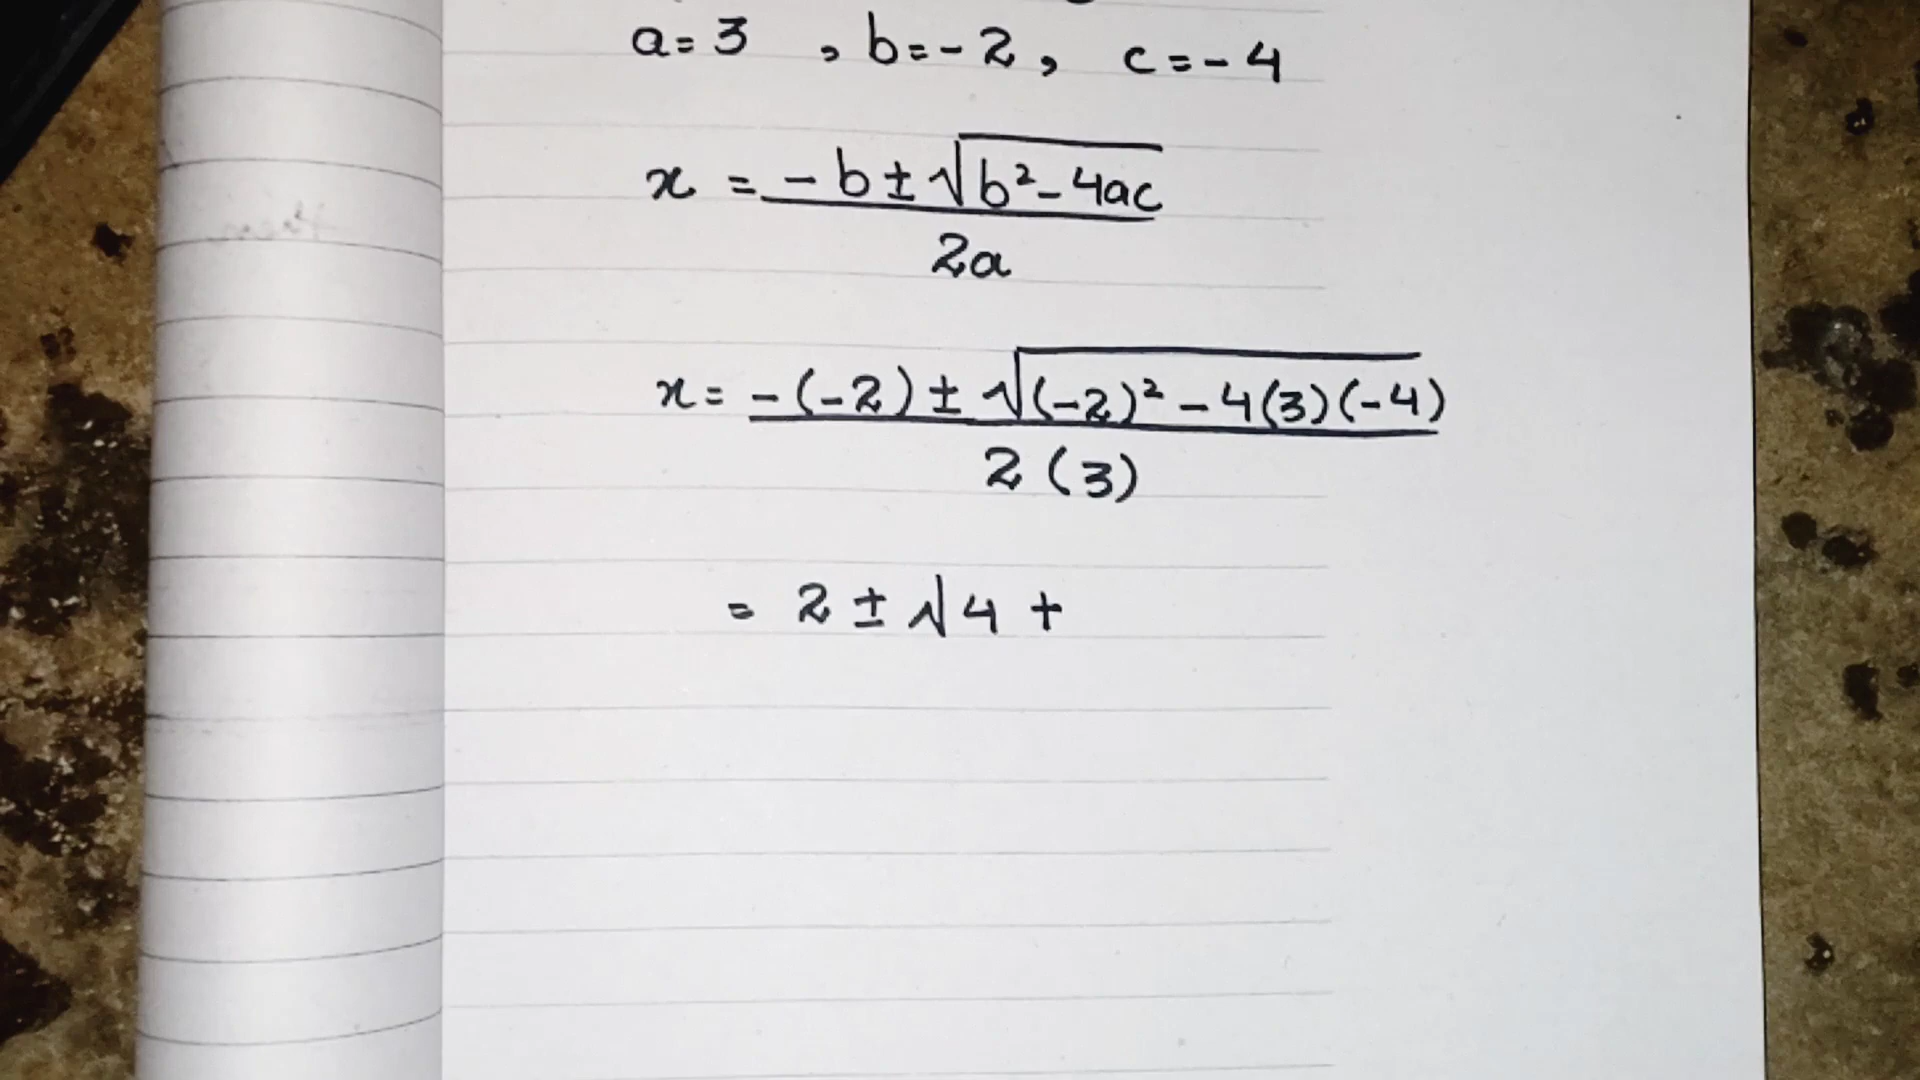 a=3 , b=-2, c=-4
x = -b±√b²-4ac
2a
x= -(-2)±√(-2)²-4(3)(-4)
2(3)
= 2±√4+